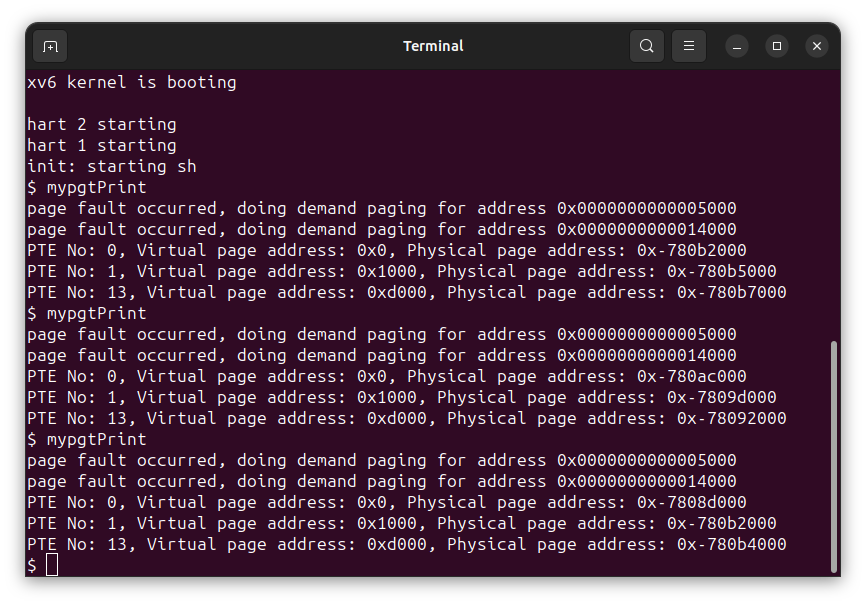 Terminal
xv6 kernel is booting
hart 2 starting
hart 1 starting
init: starting sh
$ mypgtPrint
page fault occurred, doing demand paging for address 0x0000000000005000
page fault occurred, doing demand paging for address 0x0000000000014000
PTE No: 0, Virtual page address: 0x0, Physical page address: 0x-780b2000
PTE No: 1, Virtual page address: 0x1000, Physical page address: 0x-780b5000
PTE No: 13, Virtual page address: 0xd000, Physical page address: 0x-780b7000
$ mypgtPrint
page fault occurred, doing demand paging for address 0x0000000000005000
page fault occurred, doing demand paging for address 0x0000000000014000
PTE No: 0, Virtual page address: 0x0, Physical page address: 0x-780ac000
PTE No: 1, Virtual page address: 0x1000, Physical page address: 0x-7809d000
PTE No: 13, Virtual page address: 0xd000, Physical page address: 0x-78092000
$ mypgtPrint
page fault occurred, doing demand paging for address 0x0000000000005000
page fault occurred, doing demand paging for address 0x0000000000014000
PTE No: 0, Virtual page address: 0x0, Physical page address: 0x-7808d000
PTE No: 1, Virtual page address: 0x1000, Physical page address: 0x-780b2000
PTE No: 13, Virtual page address: 0xd000, Physical page address: 0x-780b4000
$